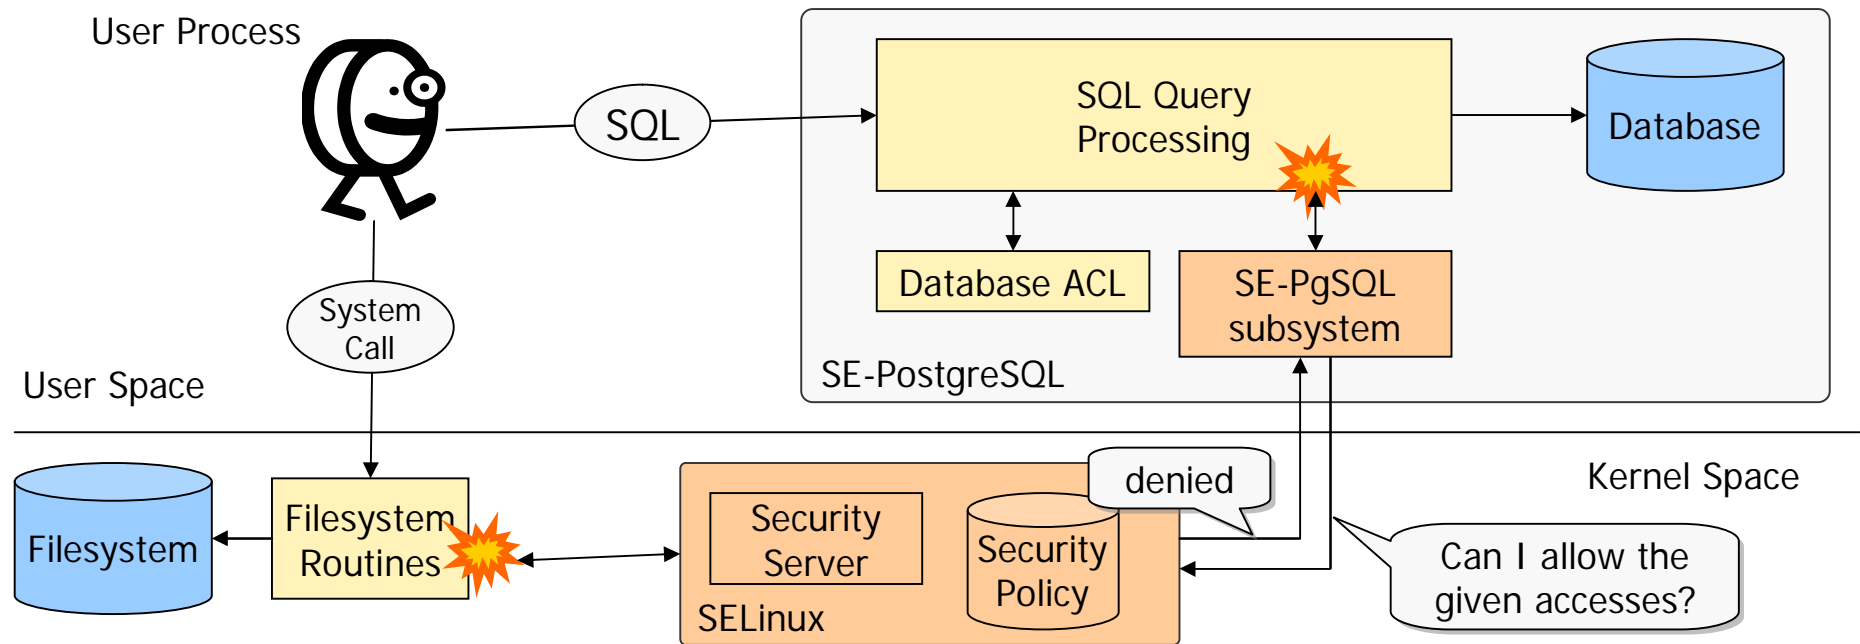 User Process
SQL
SQL Query
Processing
Database
Database ACL
SE-PgSQL
subsystem
System
Call
SE-PostgreSQL
User Space
Kernel Space
denied
Filesystem
Filesystem
Routines
Security
Server
Security
Policy
SELinux
Can I allow the
given accesses?